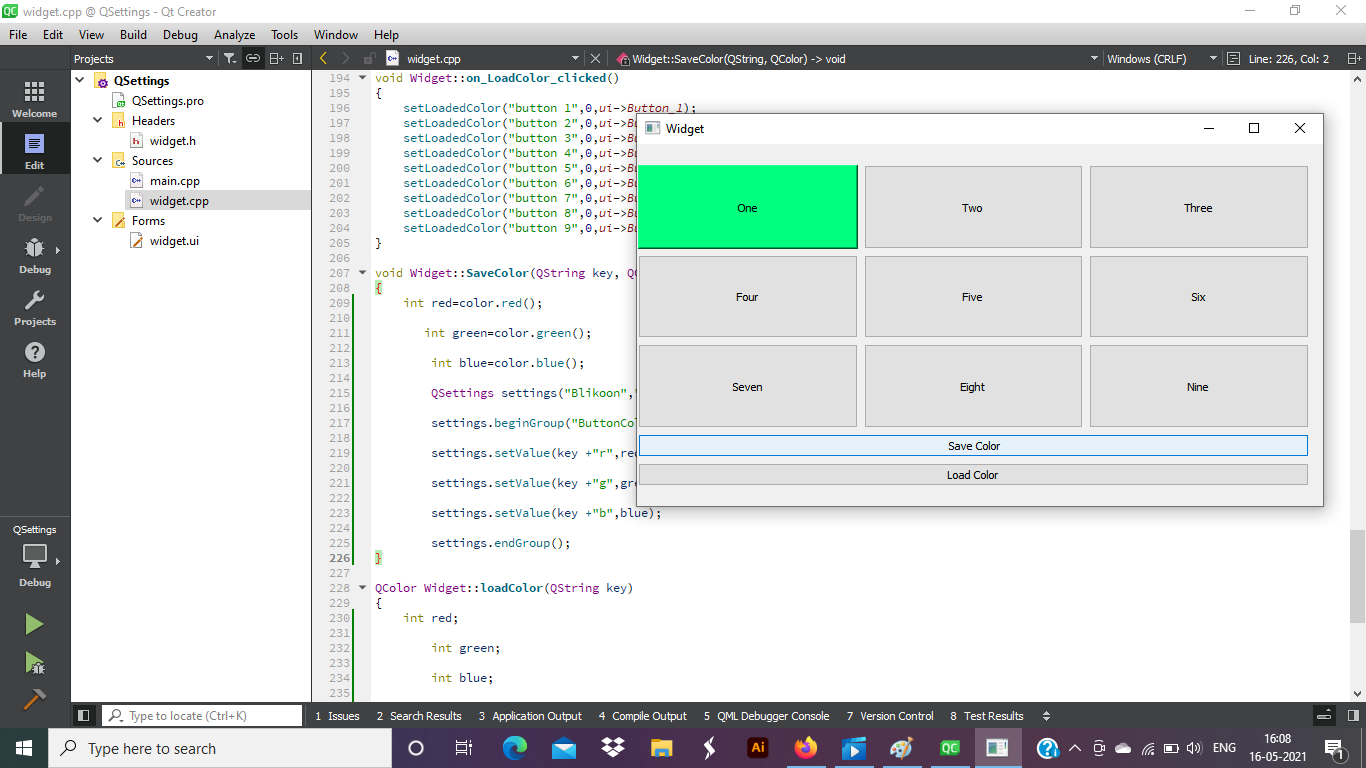 widget.cpp @ QSettings - Qt Creator
File Edit View Build Debug Analyze Tools Window Help
Projects
widget.cpp
Widget::SaveColor(QString, QColor) -> void
Windows (CRLF)
Line: 226, Col: 2
Welcome
Edit
Design
Debug
Projects
Help
QSettings
Debug
QSettings
QSettings.pro
Headers
widget.h
Sources
main.cpp
widget.cpp
Forms
widget.ui
194 void Widget::on_LoadColor_clicked()
195 {
196 setLoadedColor("button 1",0,ui->Button_1);
197 setLoadedColor("button 2",0,ui->Bu
198 setLoadedColor("button 3",0,ui->Bu
199 setLoadedColor("button 4",0,ui->Bu
200 setLoadedColor("button 5",0,ui->Bu
201 setLoadedColor("button 6",0,ui->Bu
202 setLoadedColor("button 7",0,ui->Bu
203 setLoadedColor("button 8",0,ui->Bu
204 setLoadedColor("button 9",0,ui->Bu
205 }
206
207 void Widget::SaveColor(QString key, QC
208 {
209 int red=color.red();
210
211 int green=color.green();
212
213 int blue=color.blue();
214
215 QSettings settings("Blikoon","
216
217 settings.beginGroup("ButtonCol
218
219 settings.setValue(key +"r",red
220
221 settings.setValue(key +"g",gre
222
223 settings.setValue(key +"b",blue);
224
225 settings.endGroup();
226 }
227
228 QColor Widget::loadColor(QString key)
229 {
230 int red;
231
232 int green;
233
234 int blue;
235
Widget
One Two Three
Four Five Six
Seven Eight Nine
Save Color
Load Color
Type to locate (Ctrl+K)
1 Issues 2 Search Results 3 Application Output 4 Compile Output 5 QML Debugger Console 7 Version Control 8 Test Results
Type here to search
Ai
QC
ENG
16:08
16-05-2021
1